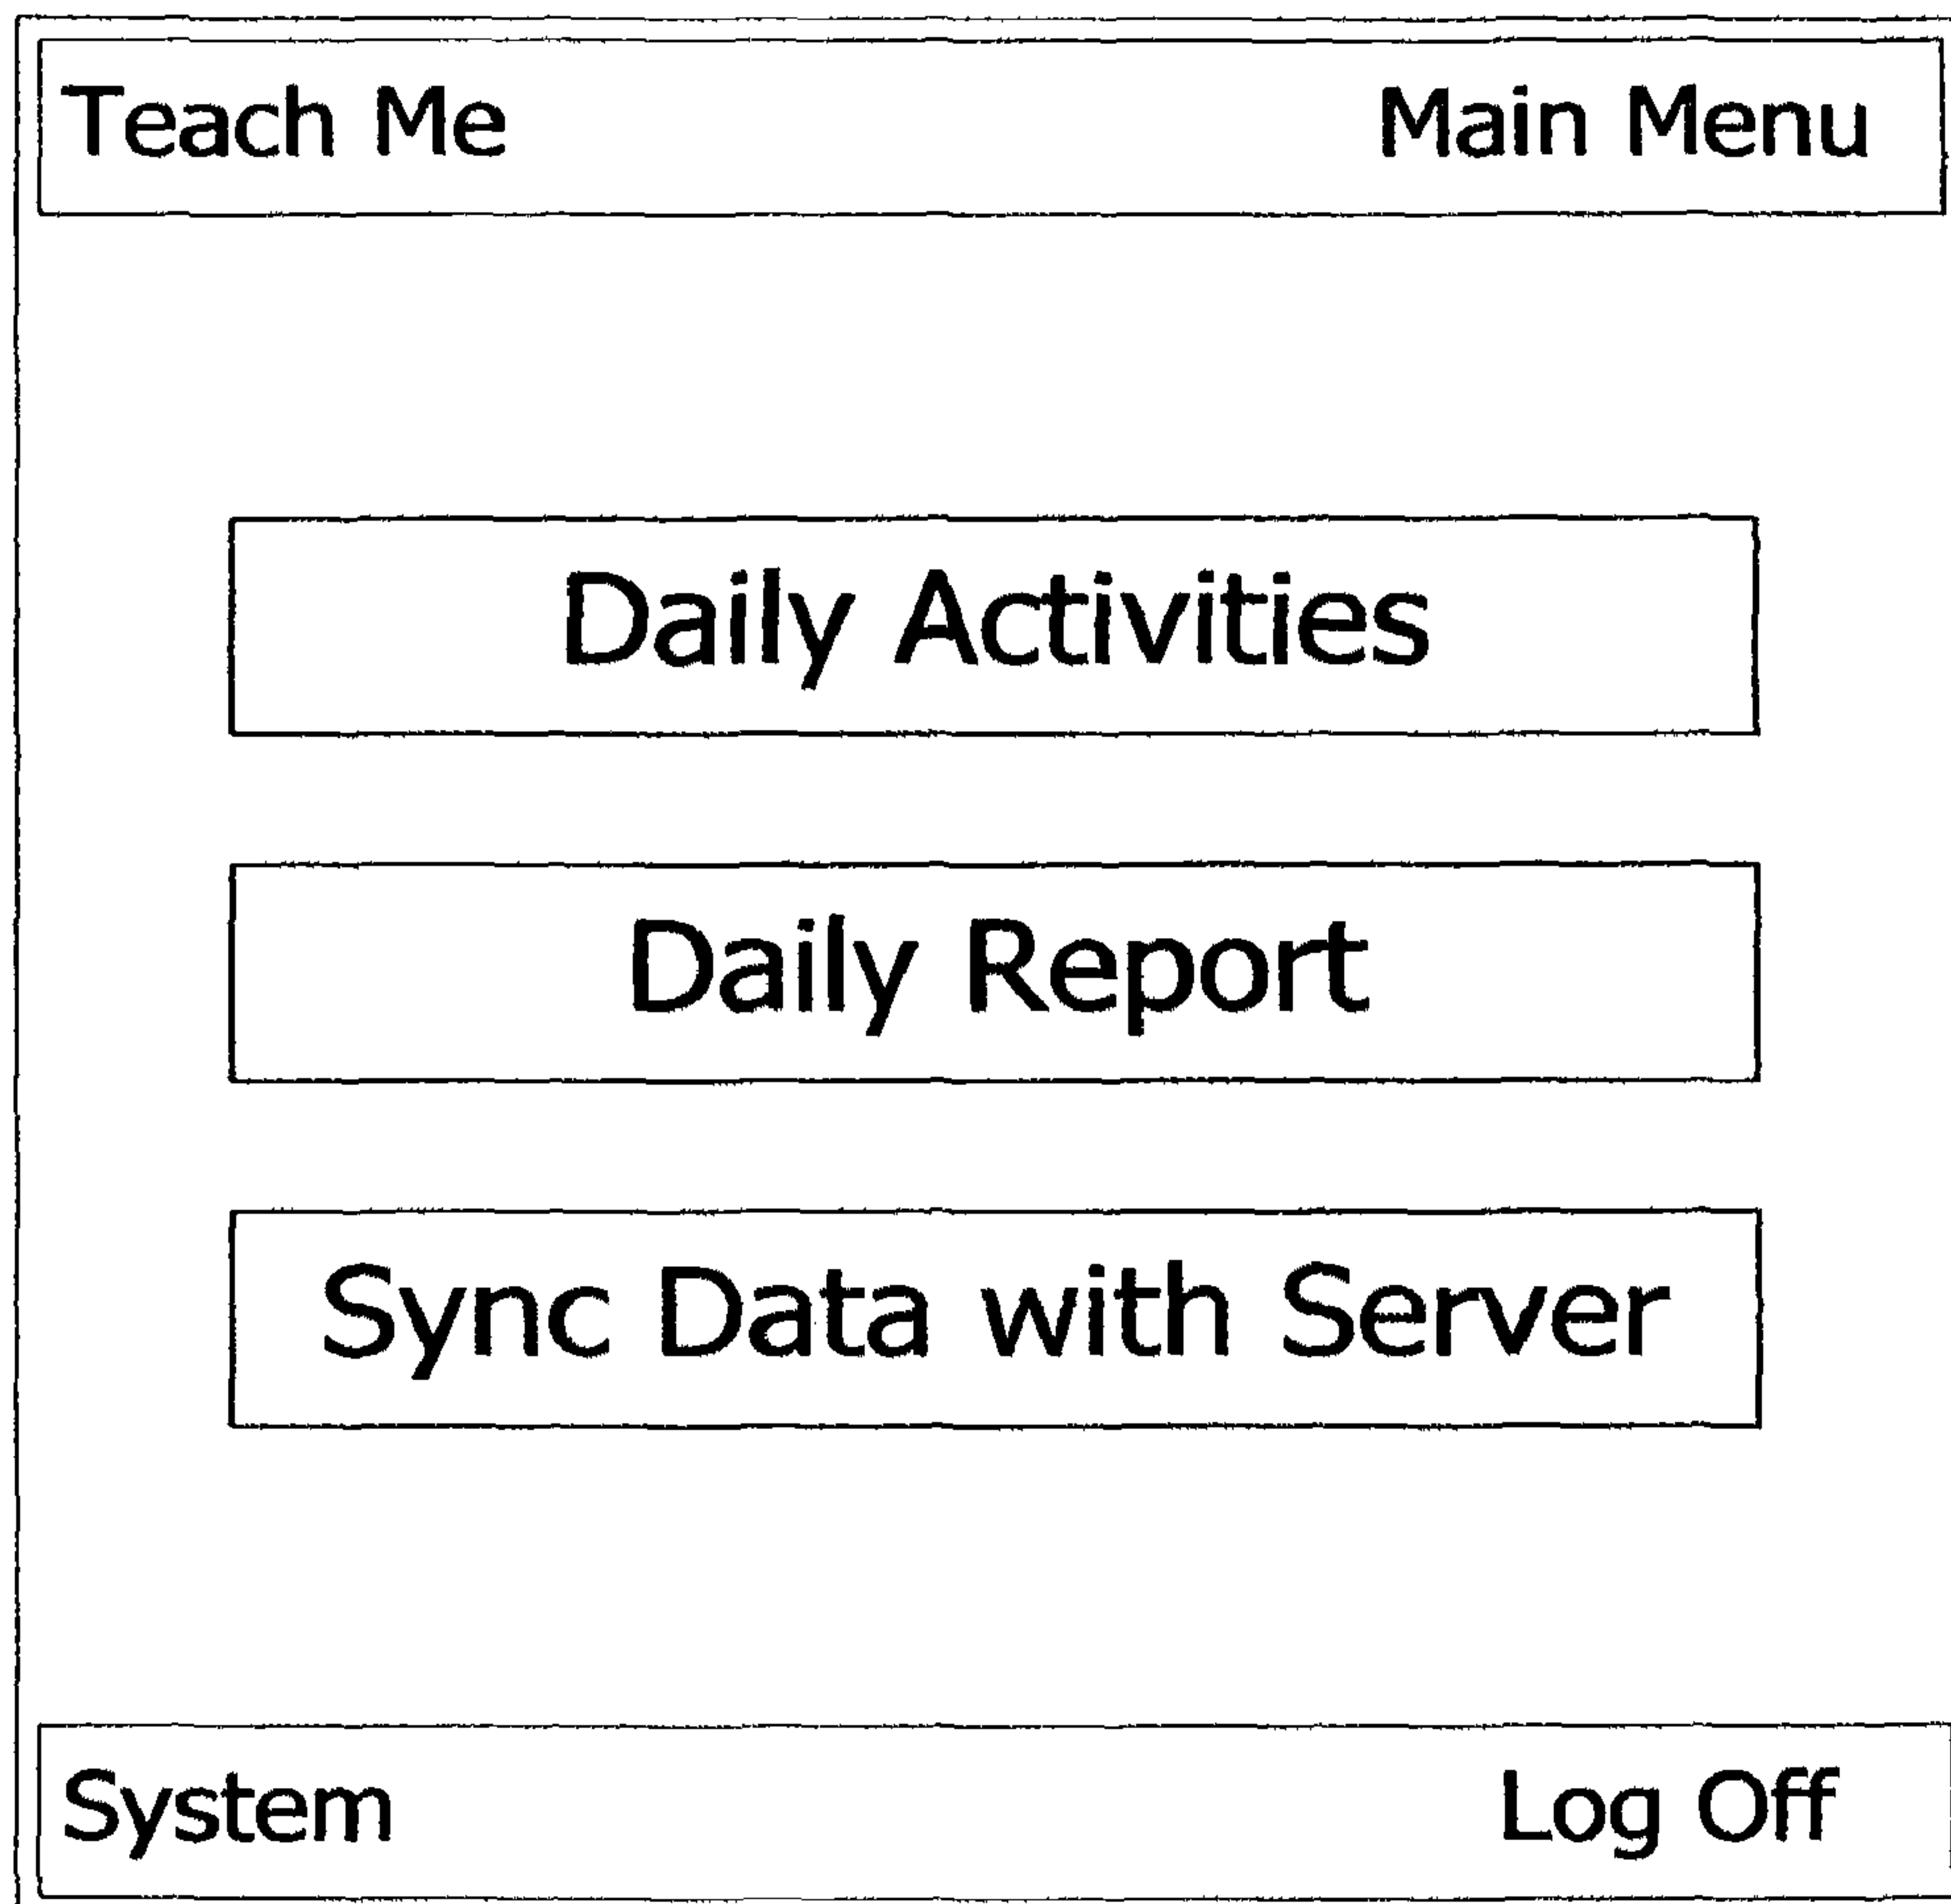 Teach Me Main Menu
Daily Activities
Daily Report
Sync Data with Server
System Log Off